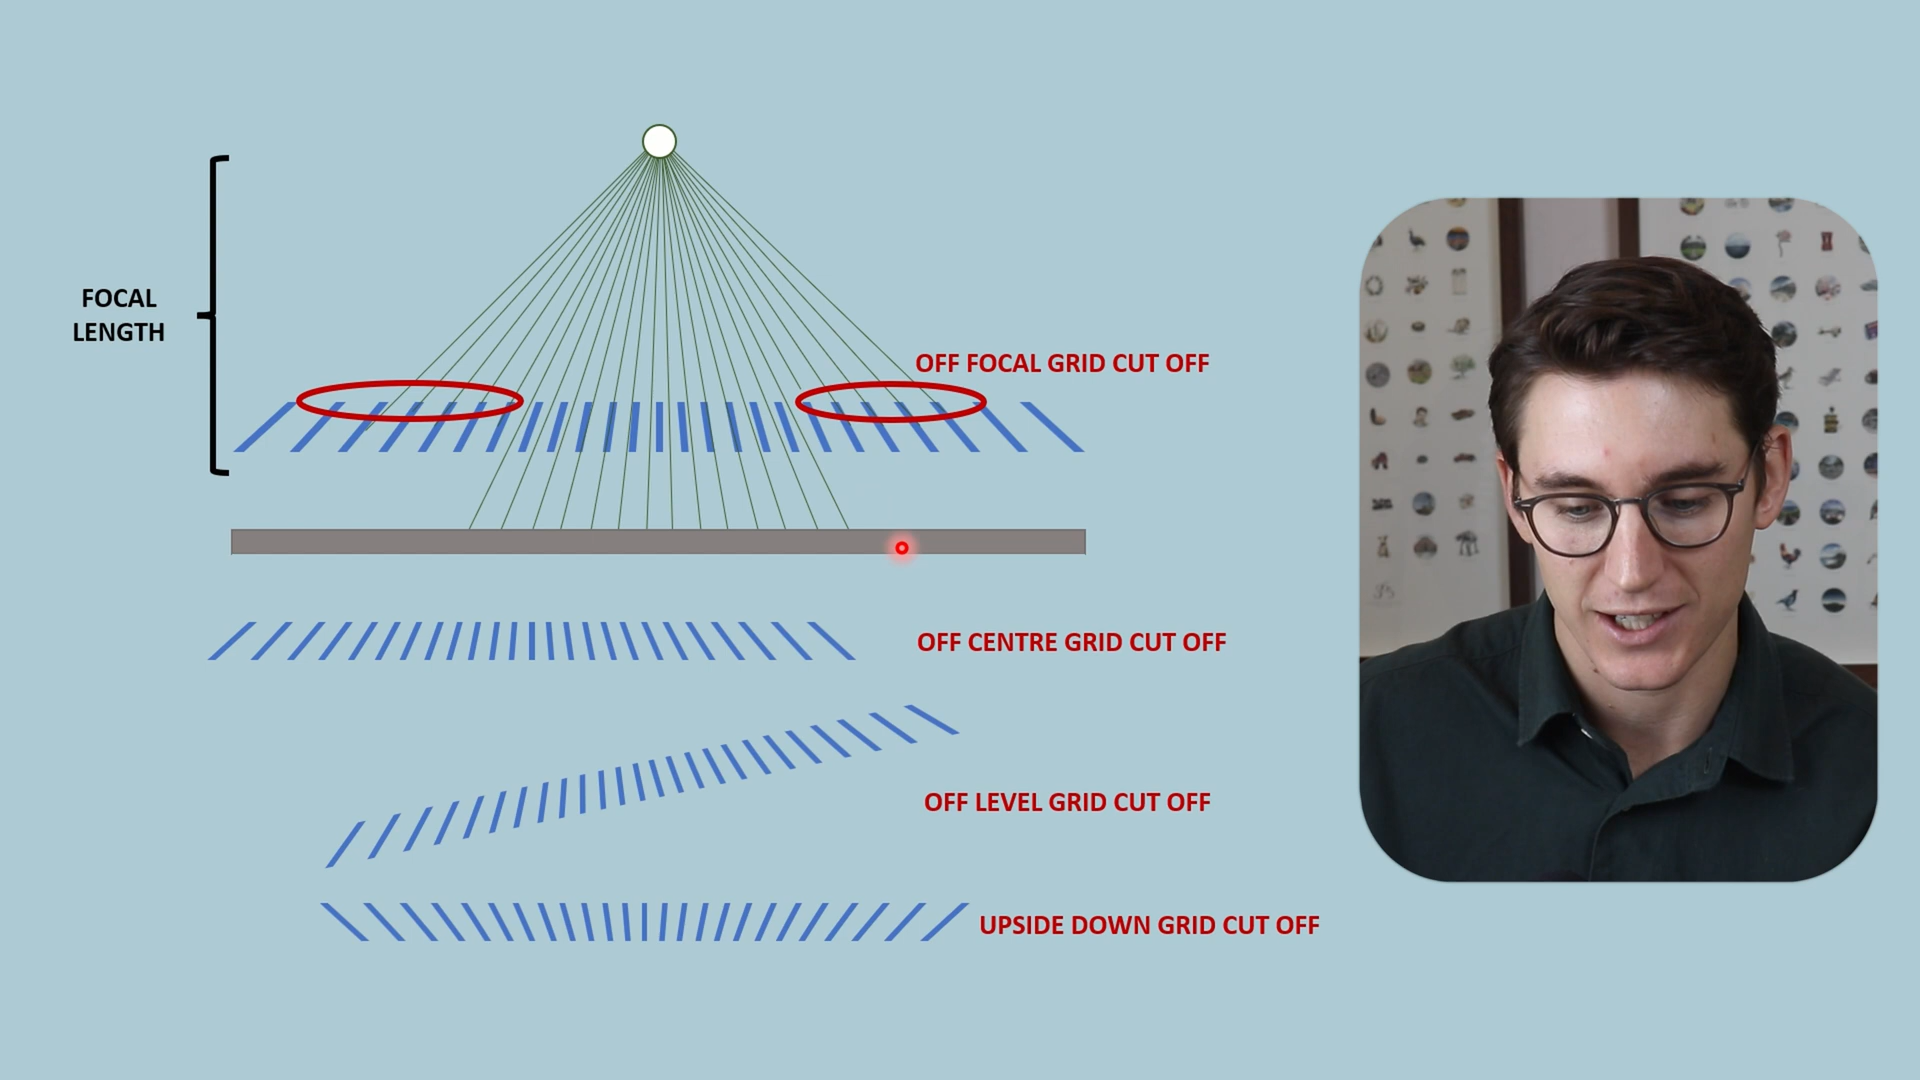 FOCAL
LENGTH
OFF FOCAL GRID CUT OFF
OFF CENTRE GRID CUT OFF
OFF LEVEL GRID CUT OFF
UPSIDE DOWN GRID CUT OFF